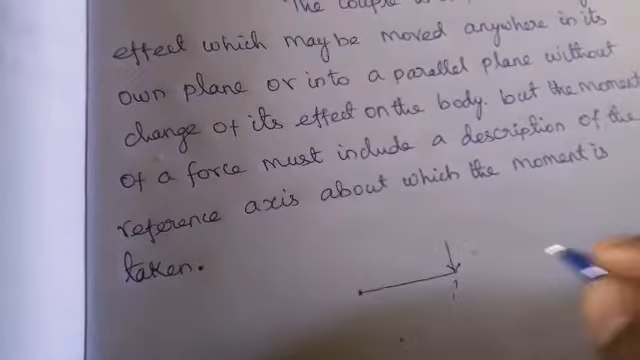 The couple is
effect which may be moved anywhere in its
own plane or into a parallel plane without
change of its effect on the body. but the moment
of a force must include a description of the
reference axis about which the moment is
taken.